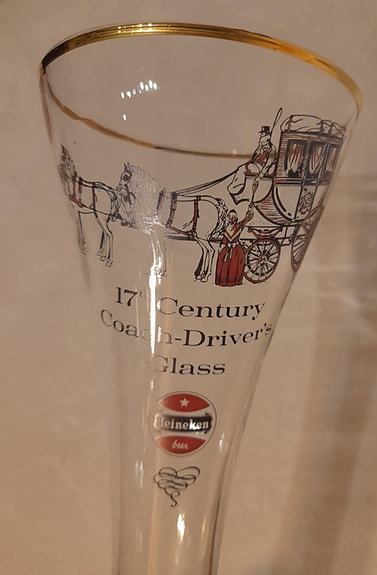 17th Century
Coach-Driver's
Glass
Heineken
beer